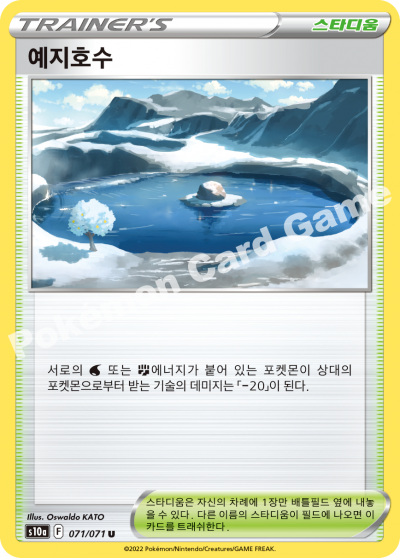 TRAINER'S
스타디움
예지호수
Pokémon Card Game
서로의 또는 에너지가 붙어 있는 포켓몬이 상대의
포켓몬으로부터 받는 기술의 데미지는 「-20」이 된다.
Illus. Oswaldo KATO
s10a F 071/071 U
스타디움은 자신의 차례에 1장만 배틀필드 옆에 내놓
을 수 있다. 다른 이름의 스타디움이 필드에 나오면 이
카드를 트래쉬한다.
©2022 Pokémon/Nintendo/Creatures/GAME FREAK.